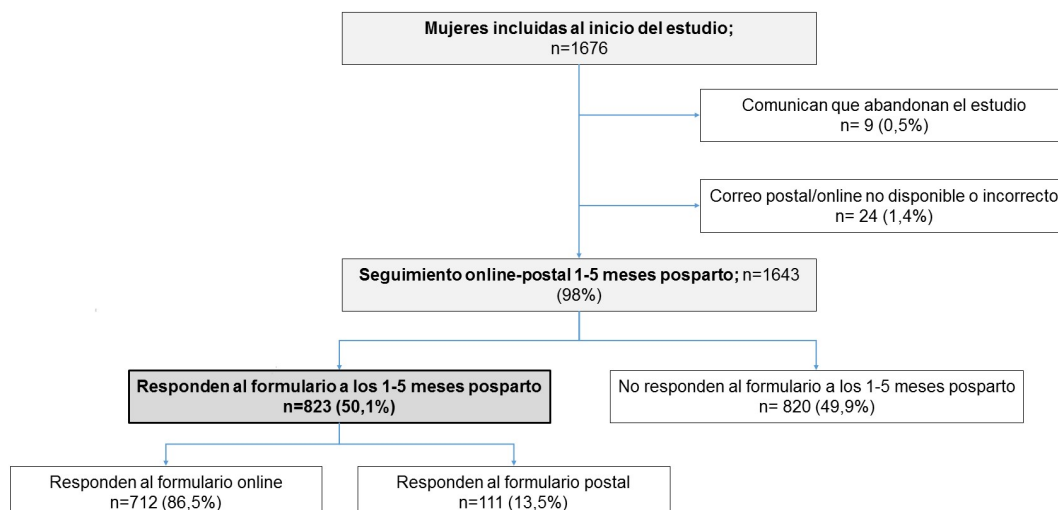 Mujeres incluidas al inicio del estudio;
n=1676
Comunican que abandonan el estudio
n= 9 (0,5%)
Correo postal/online no disponible o incorrecto
n= 24 (1,4%)
Seguimiento online-postal 1-5 meses posparto; n=1643
(98%)
Responden al formulario a los 1-5 meses posparto
n=823 (50,1%)
No responden al formulario a los 1-5 meses posparto
n= 820 (49,9%)
Responden al formulario online
n=712 (86,5%)
Responden al formulario postal
n=111 (13,5%)